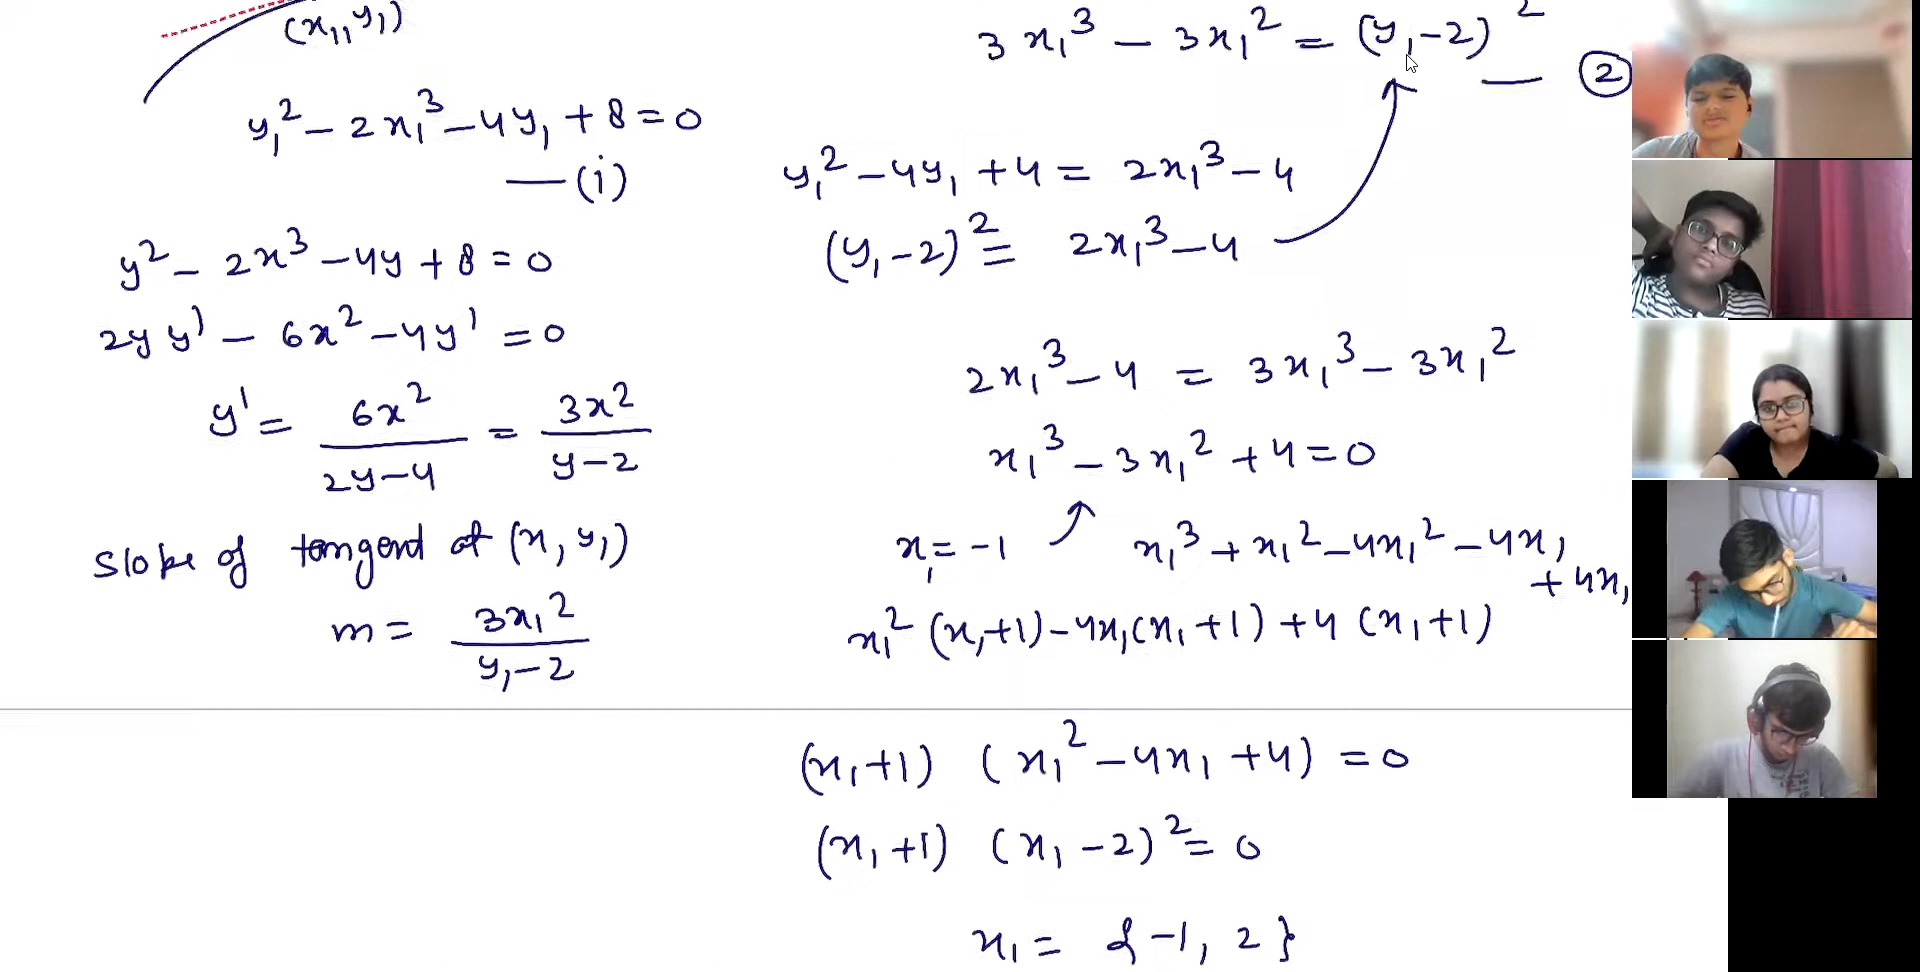 (x₁, y₁)
y₁² - 2x₁³ - 4y₁ + 8 = 0
—(i)
y² - 2x³ - 4y + 8 = 0
2y y' - 6x² - 4y' = 0
y' = 6x² / (2y-4) = 3x² / (y-2)
Slope of tangent at (x, y₁)
m = 3x₁² / (y₁-2)
3x₁³ - 3x₁² = (y₁-2)² — ②
y₁² - 4y₁ + 4 = 2x₁³ - 4
(y₁-2)² = 2x₁³ - 4
2x₁³ - 4 = 3x₁³ - 3x₁²
x₁³ - 3x₁² + 4 = 0
x₁ = -1
x₁³ + x₁² - 4x₁² - 4x₁
+ 4x₁
x₁² (x₁+1) - 4x₁(x₁+1) + 4 (x₁+1)
(x₁+1) (x₁² - 4x₁ + 4) = 0
(x₁+1) (x₁-2)² = 0
x₁ = {-1, 2}